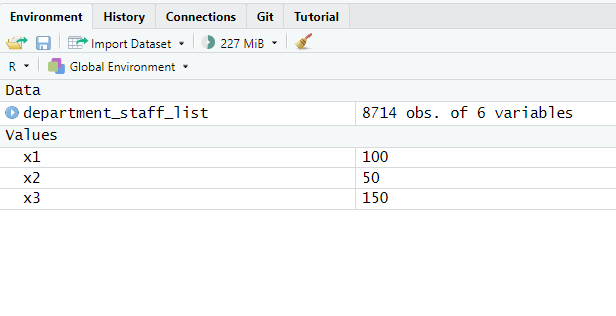 Environment History Connections Git Tutorial
Import Dataset 227 MiB
R Global Environment
Data
department_staff_list 8714 obs. of 6 variables
Values
x1 100
x2 50
x3 150